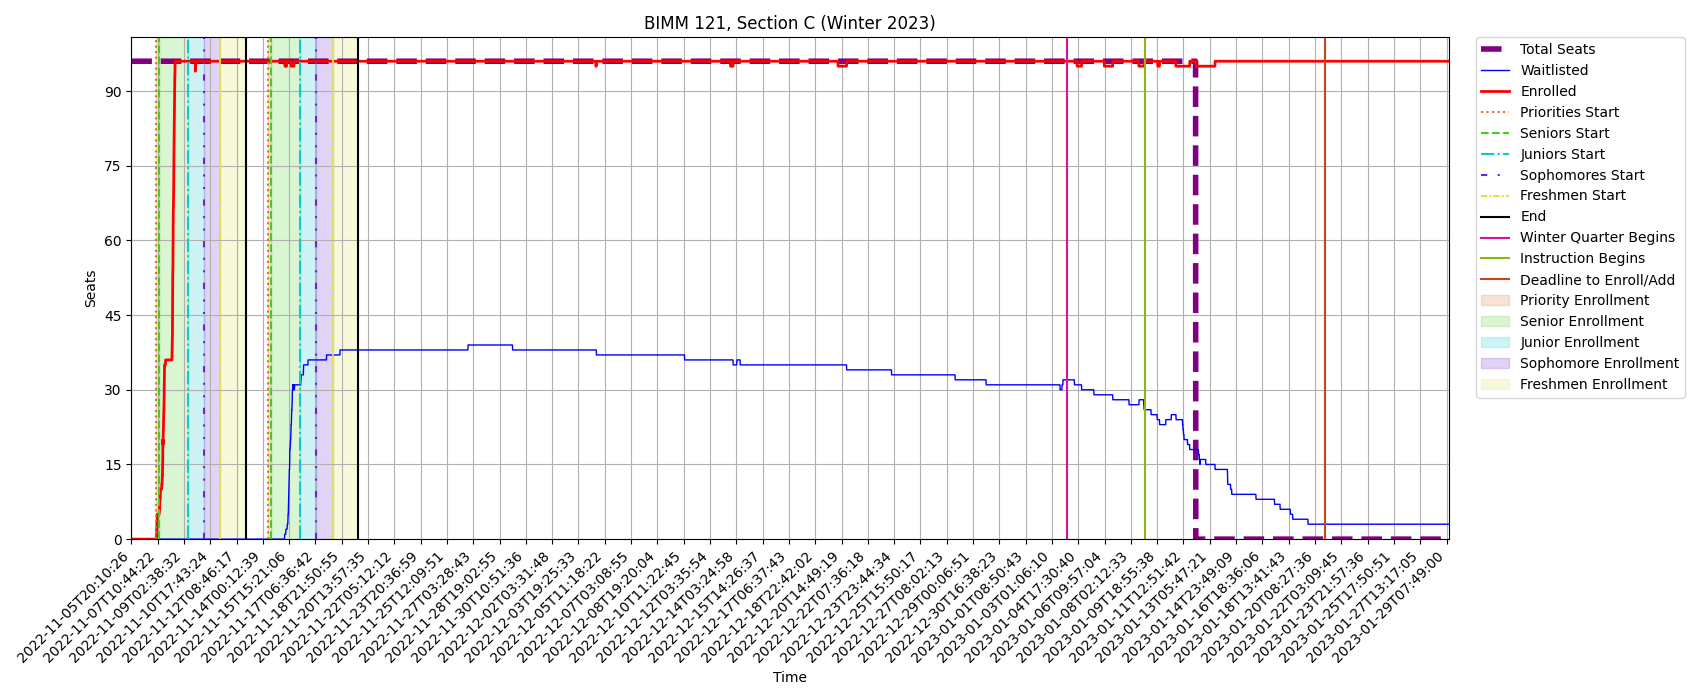 BIMM 121, Section C (Winter 2023)
Seats
90
75
60
45
30
15
0
2022-11-05T20:10:26
2022-11-07T10:44:22
2022-11-09T02:38:32
2022-11-10T17:43:24
2022-11-12T08:46:17
2022-11-14T00:12:39
2022-11-15T15:21:06
2022-11-17T06:36:42
2022-11-18T21:50:55
2022-11-20T13:57:35
2022-11-22T05:12:12
2022-11-23T20:36:59
2022-11-25T12:09:51
2022-11-27T03:28:43
2022-11-28T19:02:55
2022-11-30T10:51:36
2022-12-02T03:31:48
2022-12-03T19:25:33
2022-12-05T11:18:22
2022-12-07T03:08:55
2022-12-08T19:20:04
2022-12-10T11:22:45
2022-12-12T03:35:54
2022-12-14T03:24:58
2022-12-15T14:26:37
2022-12-17T06:37:43
2022-12-18T22:42:02
2022-12-20T14:49:19
2022-12-22T07:36:18
2022-12-23T23:44:34
2022-12-25T15:50:17
2022-12-27T08:02:13
2022-12-29T00:06:51
2022-12-30T16:38:23
2023-01-01T08:50:43
2023-01-03T01:06:10
2023-01-04T17:30:40
2023-01-06T09:57:04
2023-01-08T02:12:33
2023-01-09T18:55:38
2023-01-11T12:51:42
2023-01-13T05:47:21
2023-01-14T23:49:09
2023-01-16T18:36:06
2023-01-18T13:41:43
2023-01-20T08:27:36
2023-01-22T03:09:45
2023-01-23T21:57:36
2023-01-25T17:50:51
2023-01-27T13:17:05
2023-01-29T07:49:00
Time
Total Seats
Waitlisted
Enrolled
Priorities Start
Seniors Start
Juniors Start
Sophomores Start
Freshmen Start
End
Winter Quarter Begins
Instruction Begins
Deadline to Enroll/Add
Priority Enrollment
Senior Enrollment
Junior Enrollment
Sophomore Enrollment
Freshmen Enrollment